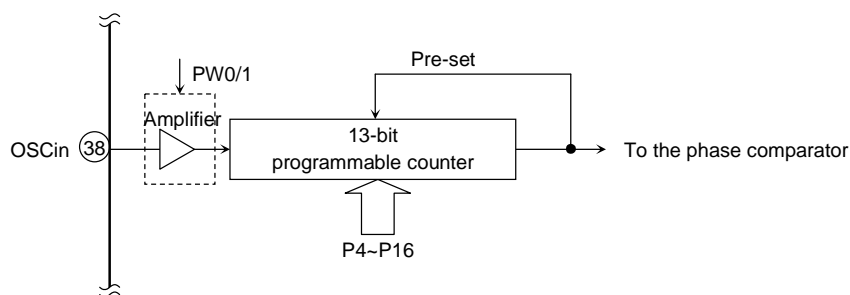 Pre-set
PW0/1
Amplifier
OSCin
38
13-bit
programmable counter
To the phase comparator
P4~P16